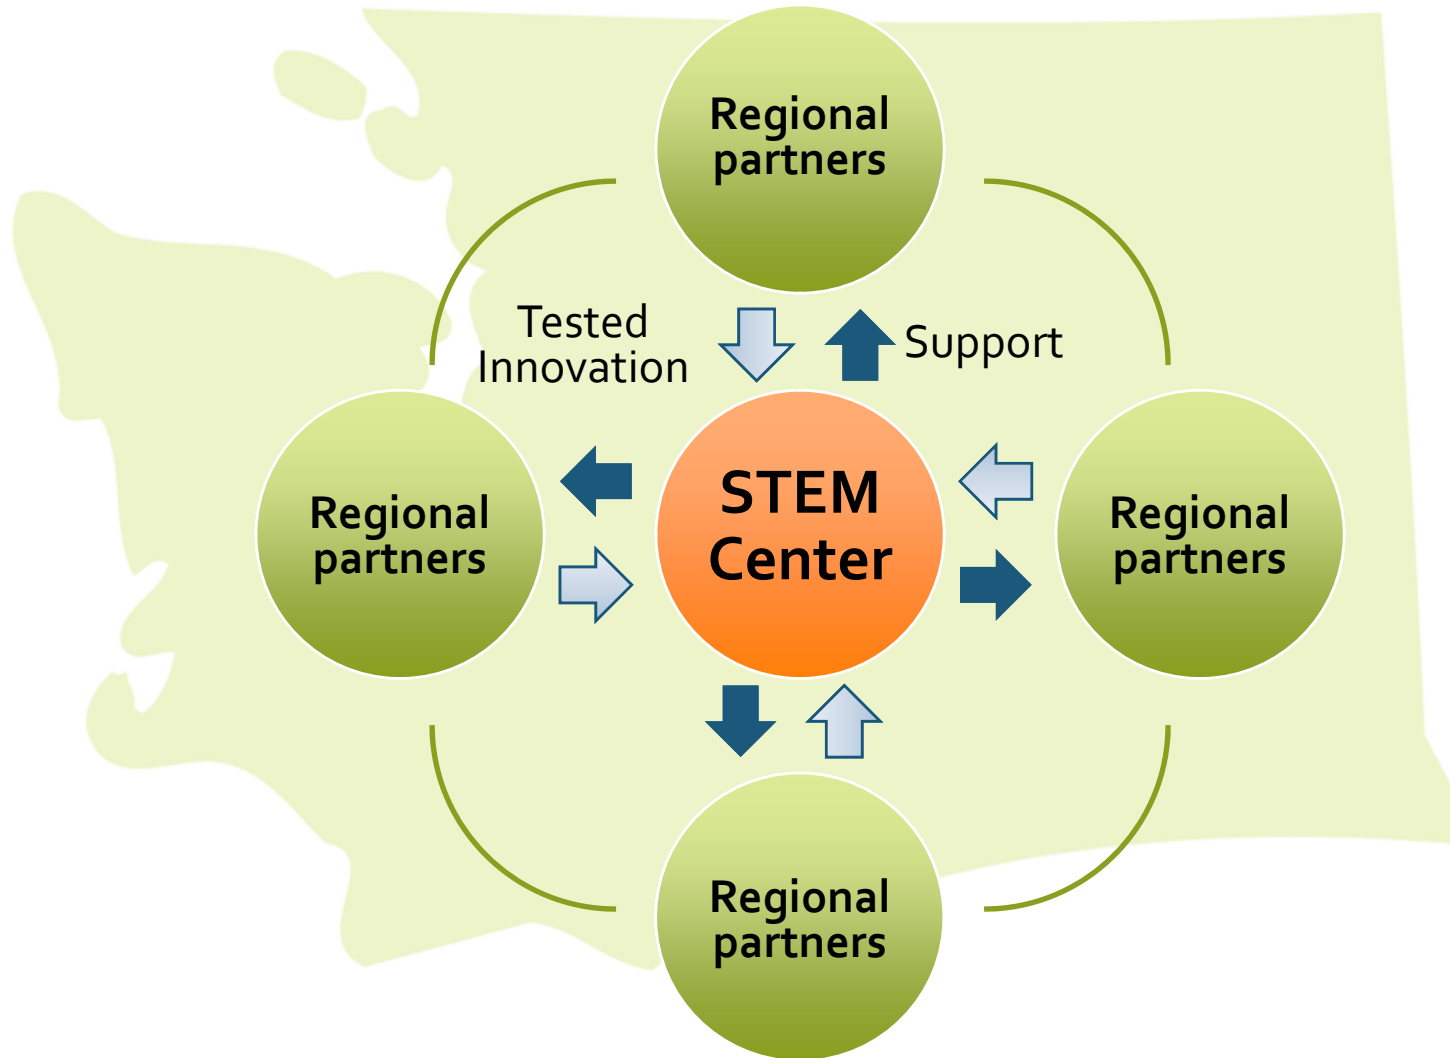 Regional
partners
Tested
Innovation
Support
Regional
partners
STEM
Center
Regional
partners
Regional
partners